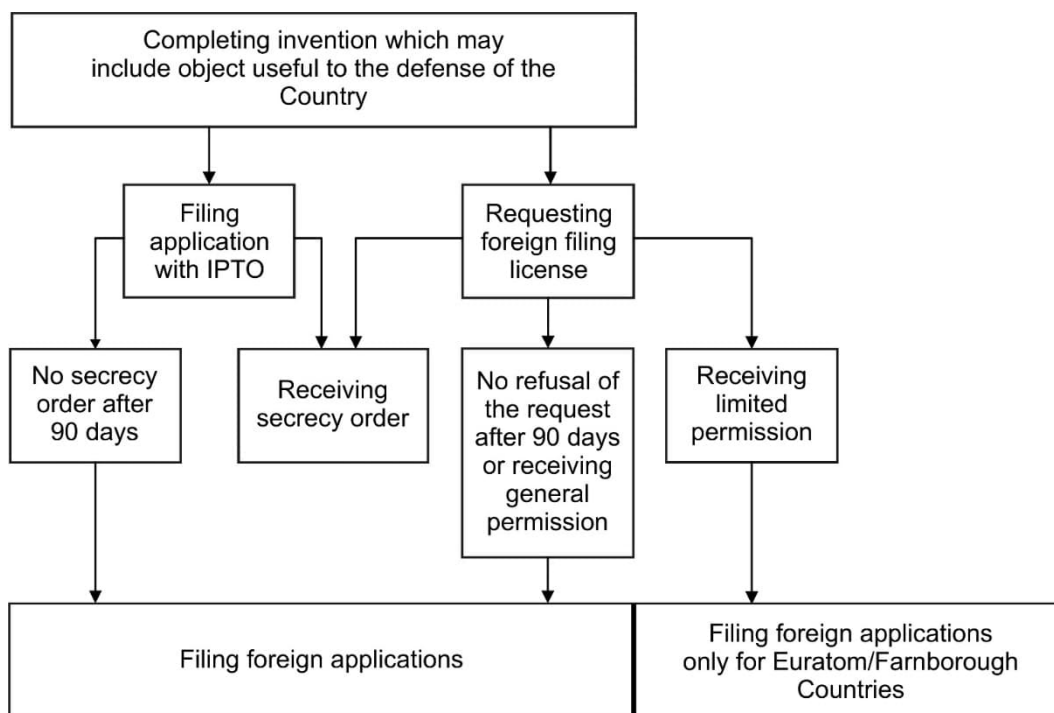 Completing invention which may
include object useful to the defense of the
Country
Filing
application
with IPTO
Requesting
foreign filing
license
No secrecy
order after
90 days
Receiving
secrecy order
No refusal of
the request
after 90 days
or receiving
general
permission
Receiving
limited
permission
Filing foreign applications
Filing foreign applications
only for Euratom/Farnborough
Countries